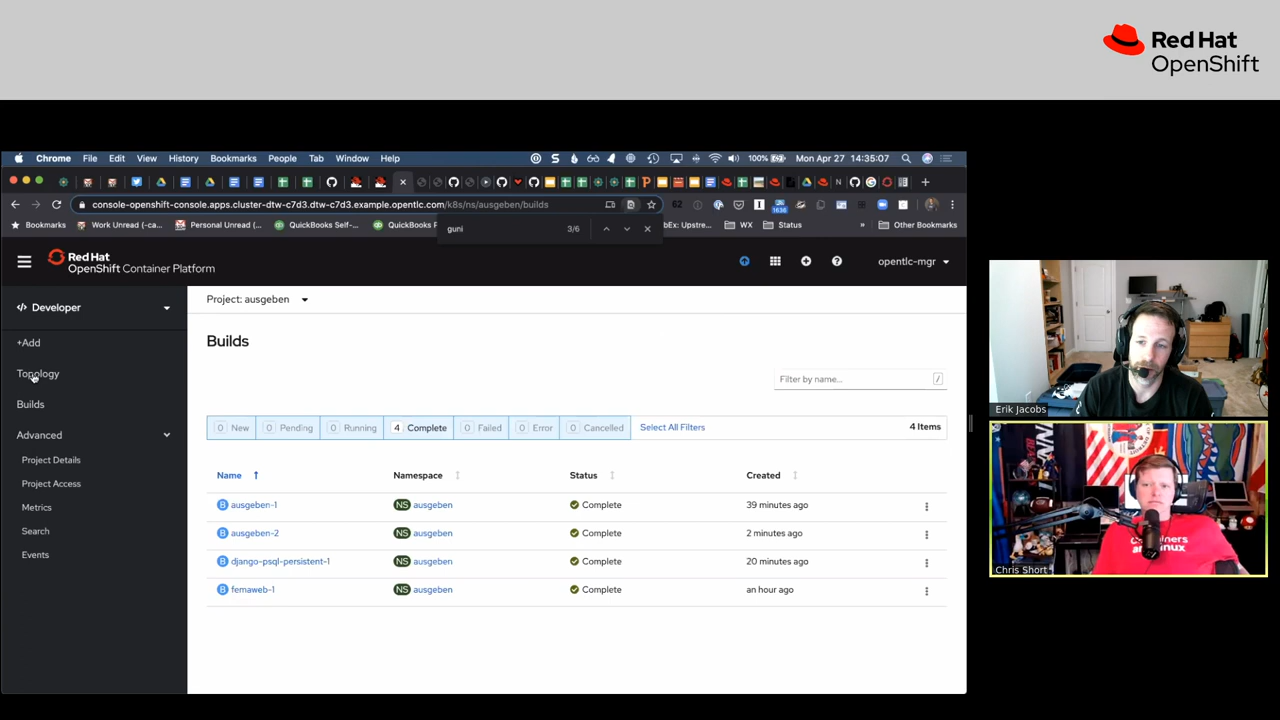 Red Hat
OpenShift
Chrome File Edit View History Bookmarks People Tab Window Help 100% Mon Apr 27 14:35:07
console-openshift-console.apps.cluster-dtw-c7d3.dtw-c7d3.example.opentlc.com/k8s/ns/ausgeben/builds 62 1636
Bookmarks Work Unread (-ca... Personal Unread (... QuickBooks Self-... QuickBooks F guni 3/6 bEx: Upstre... WX Status » Other Bookmarks
Red Hat
OpenShift Container Platform opentlc-mgr
</> Developer
Project: ausgeben
+Add
Builds
Topology
Filter by name... /
Builds
0 New 0 Pending 0 Running 4 Complete 0 Failed 0 Error 0 Cancelled Select All Filters 4 Items
Advanced
Project Details
Project Access
Metrics
Search
Events
Name Namespace Status Created
B ausgeben-1 NS ausgeben Complete 39 minutes ago
B ausgeben-2 NS ausgeben Complete 2 minutes ago
B django-psql-persistent-1 NS ausgeben Complete 20 minutes ago
B femaweb-1 NS ausgeben Complete an hour ago
Erik Jacobs
Chris Short